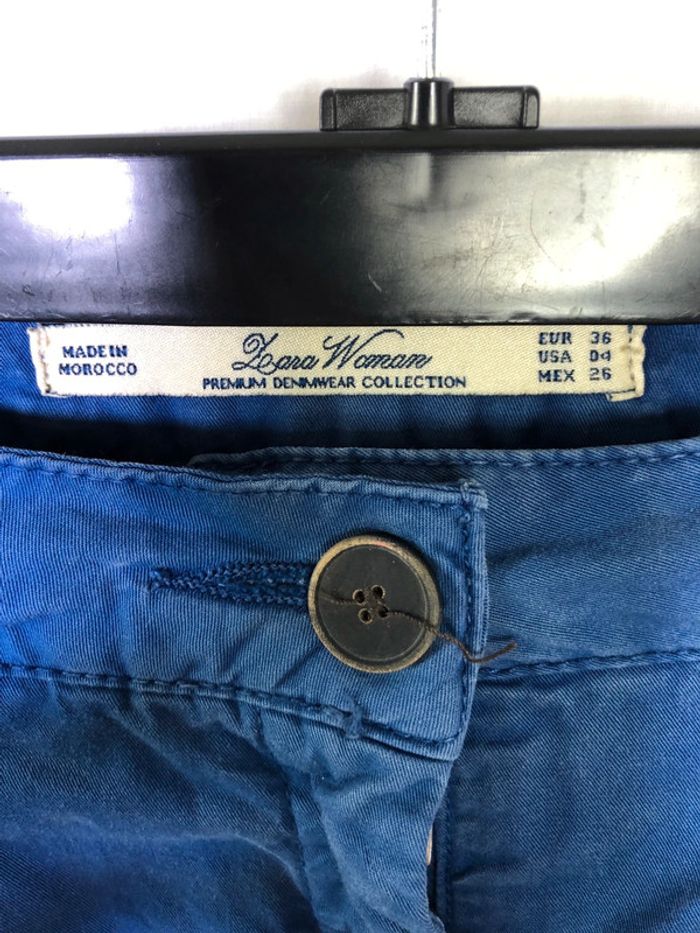 MADE IN
MOROCCO
Zara Woman
PREMIUM DENIMWEAR COLLECTION
EUR 36
USA 04
MEX 26